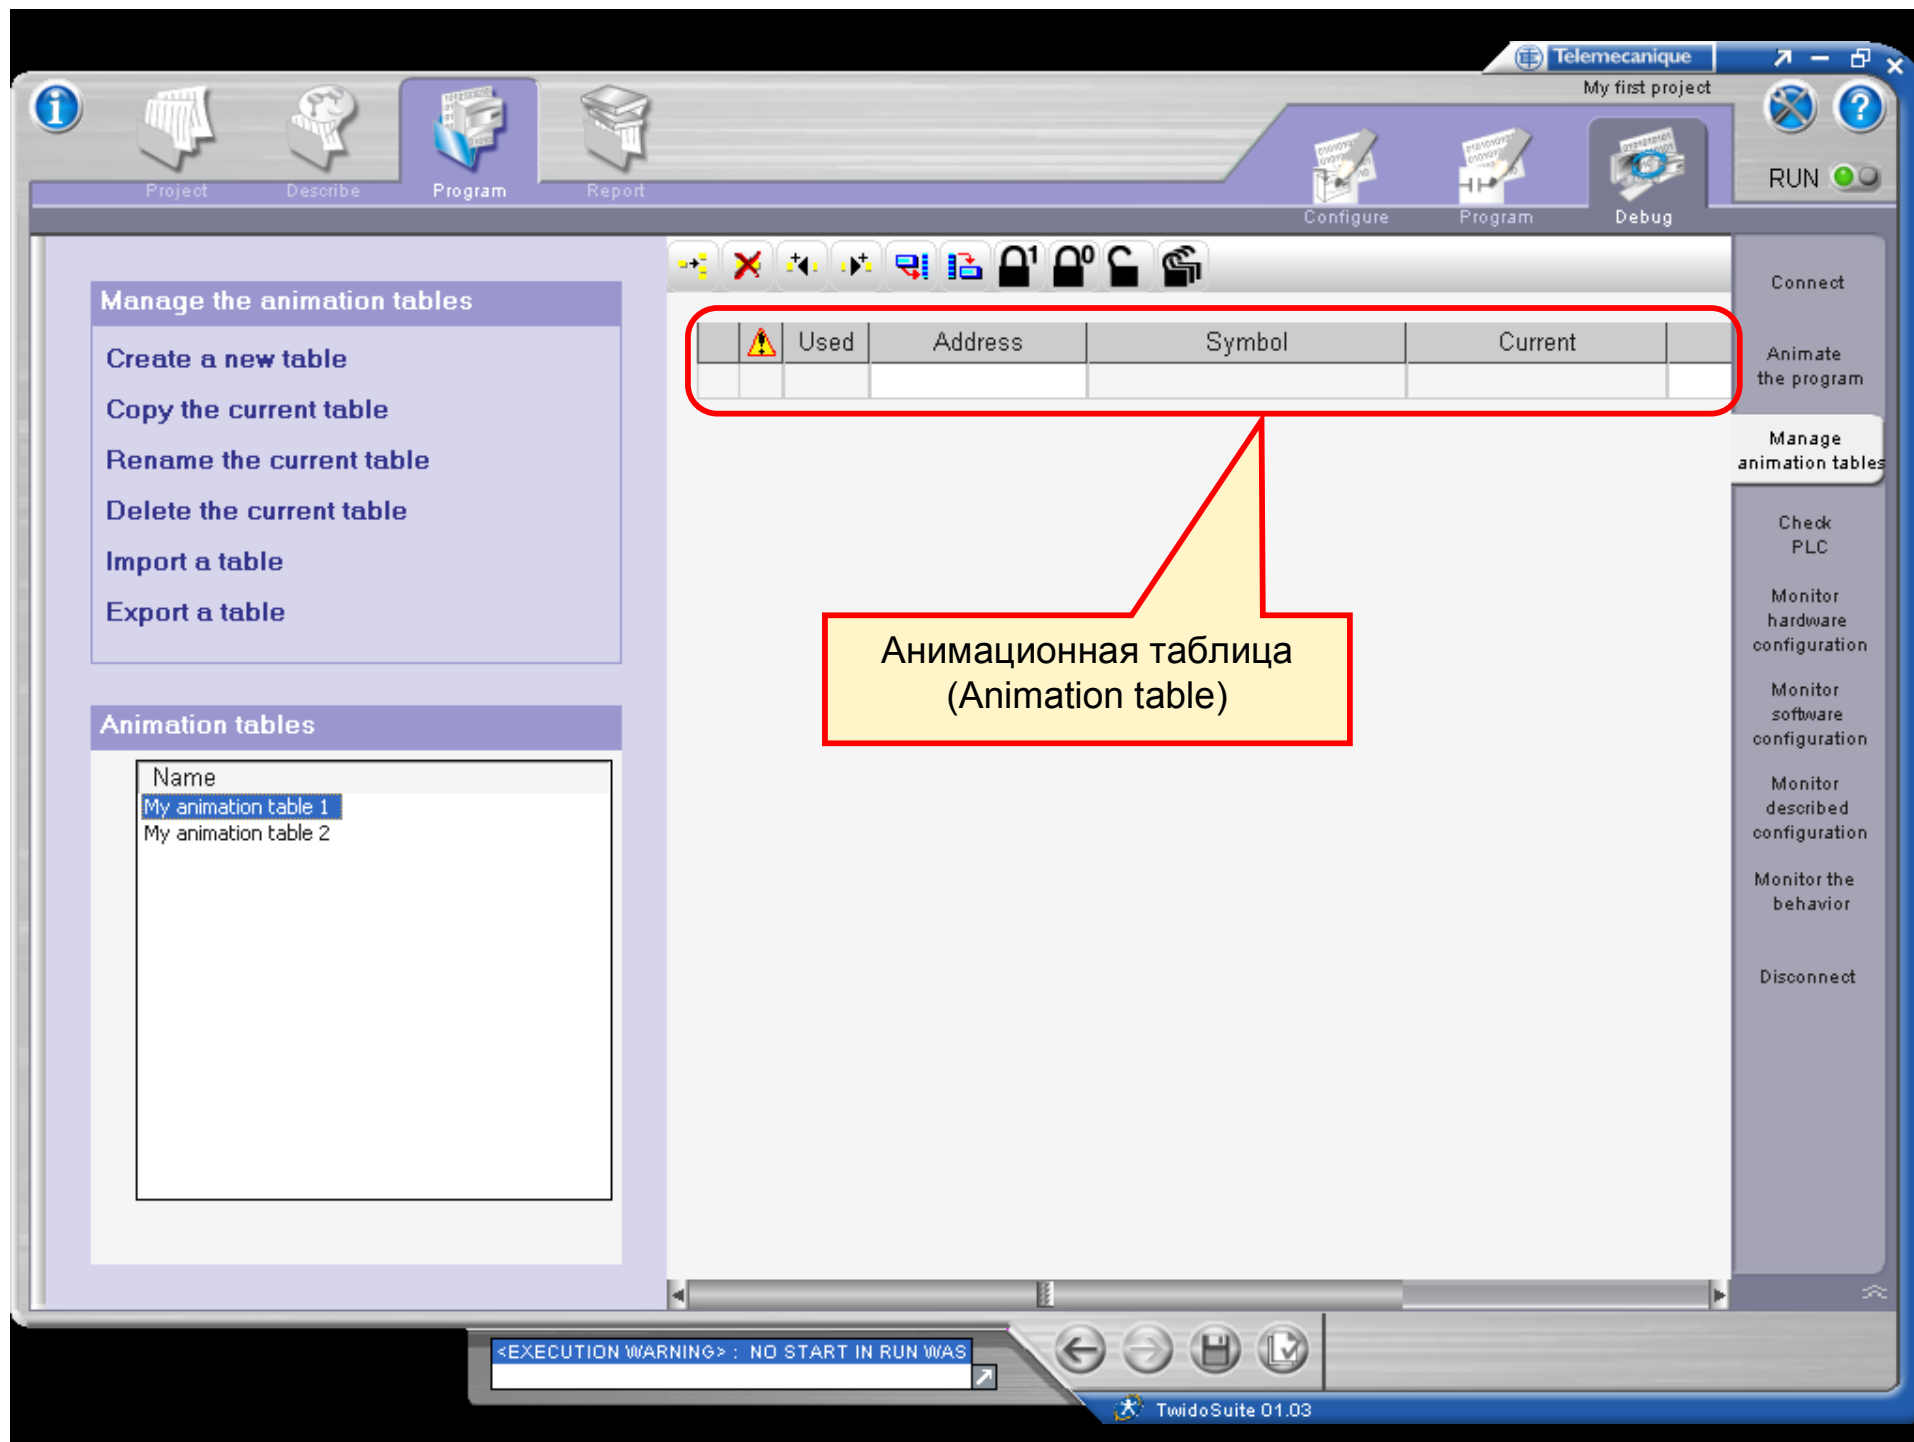 Telemecanique
My first project
Project
Describe
Program
Report
Configure
Program
Debug
RUN
Manage the animation tables
Create a new table
Copy the current table
Rename the current table
Delete the current table
Import a table
Export a table
Animation tables
Name
My animation table 1
My animation table 2
Used
Address
Symbol
Current
Анимационная таблица
(Animation table)
Connect
Animate
the program
Manage
animation tables
Check
PLC
Monitor
hardware
configuration
Monitor
software
configuration
Monitor
described
configuration
Monitor the
behavior
Disconnect
<EXECUTION WARNING> : NO START IN RUN WAS
TwidoSuite 01.03